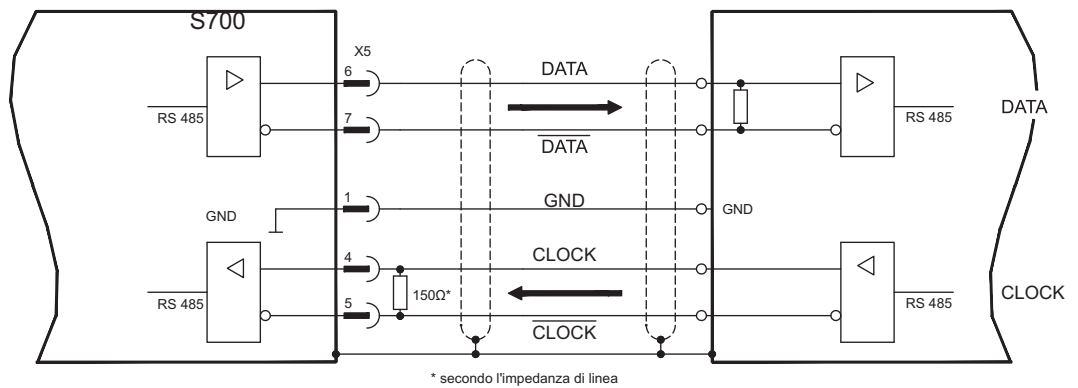 S700
X5
6
DATA
RS 485
7
DATA
RS 485
DATA
1
GND
GND
GND
4
CLOCK
RS 485
150Ω*
5
CLOCK
RS 485
CLOCK
* secondo l'impedanza di linea